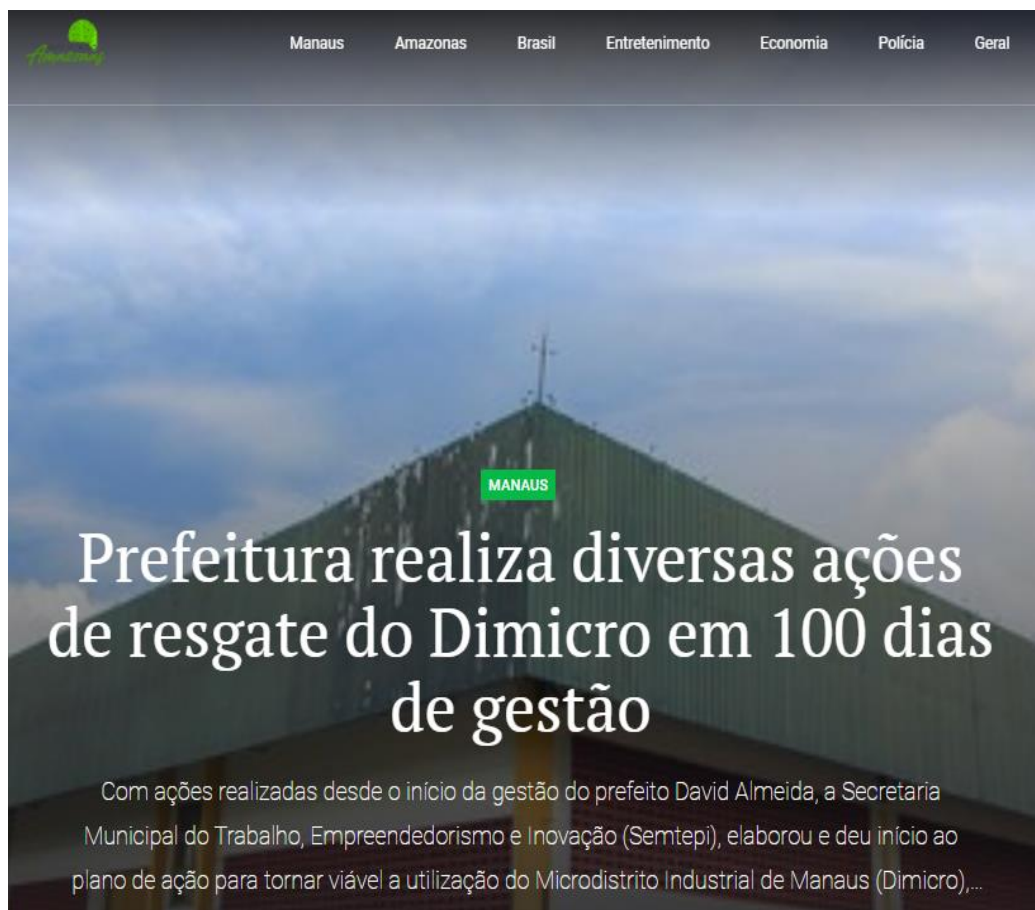 Amazonas
Manaus Amazonas Brasil Entretenimento Economia Polícia Geral
MANAUS
Prefeitura realiza diversas ações
de resgate do Dimicro em 100 dias
de gestão
Com ações realizadas desde o início da gestão do prefeito David Almeida, a Secretaria
Municipal do Trabalho, Empreendedorismo e Inovação (Semtepi), elaborou e deu início ao
plano de ação para tornar viável a utilização do Microdistrito Industrial de Manaus (Dimicro),...